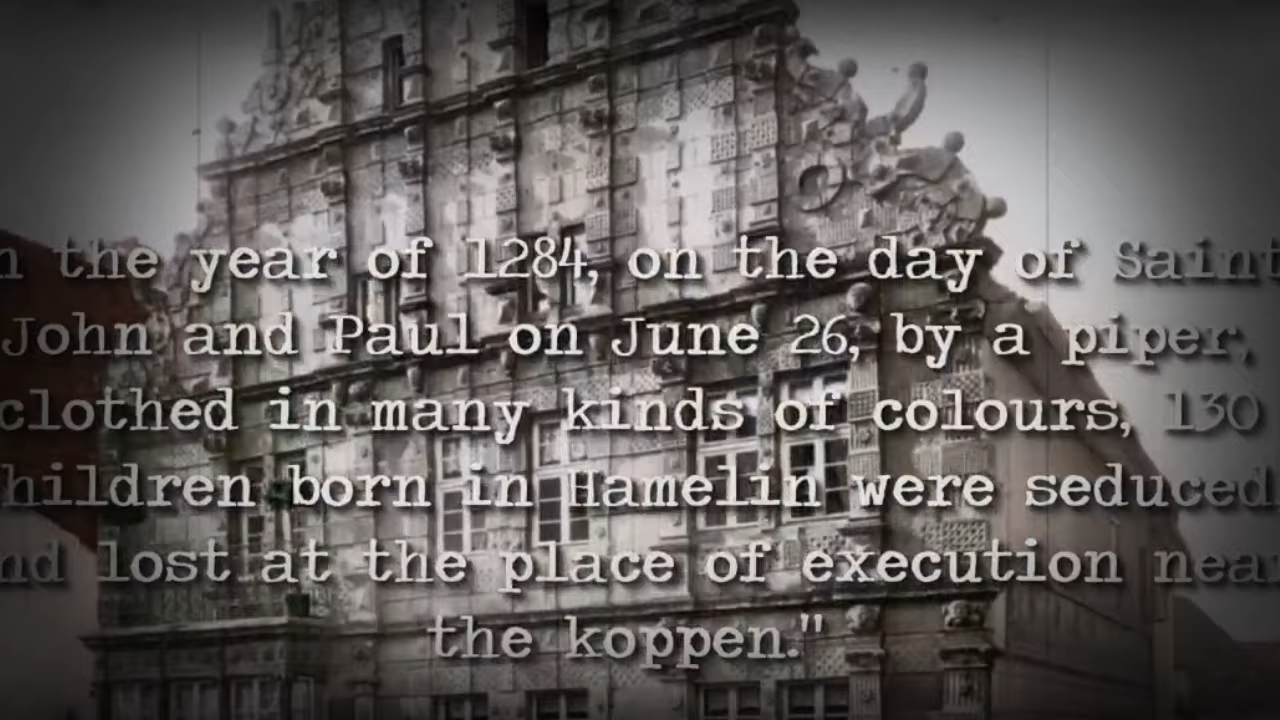 n the year of 1284, on the day of Saint
John and Paul on June 26, by a piper,
clothed in many kinds of colours, 130
hildren born in Hamelin were seduced
nd lost at the place of execution near
the koppen."